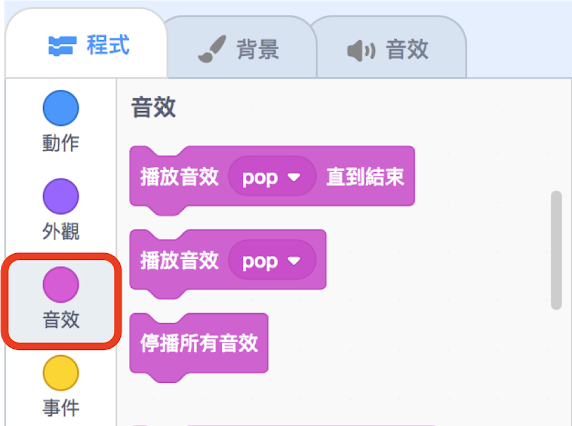 程式 背景 音效
動作
外觀
音效
事件
音效
播放音效 pop 直到結束
播放音效 pop
停播所有音效